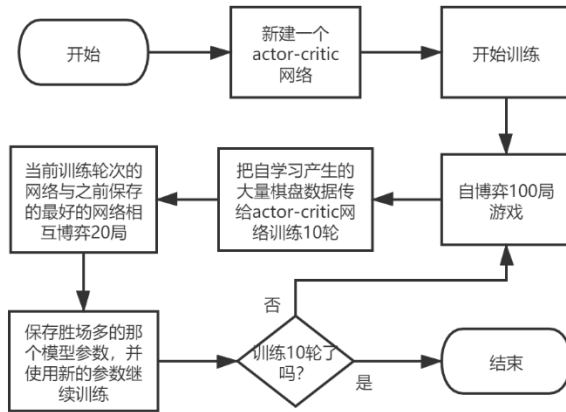 开始
新建一个
actor-critic
网络
开始训练
自博弈100局
游戏
把自学习产生的
大量棋盘数据传
给actor-critic网
络训练10轮
当前训练轮次的
网络与之前保存
的最好的网络相
互博弈20局
保存胜场多的那
个模型参数，并
使用新的参数继
续训练
训练10轮了
吗？
否
是
结束